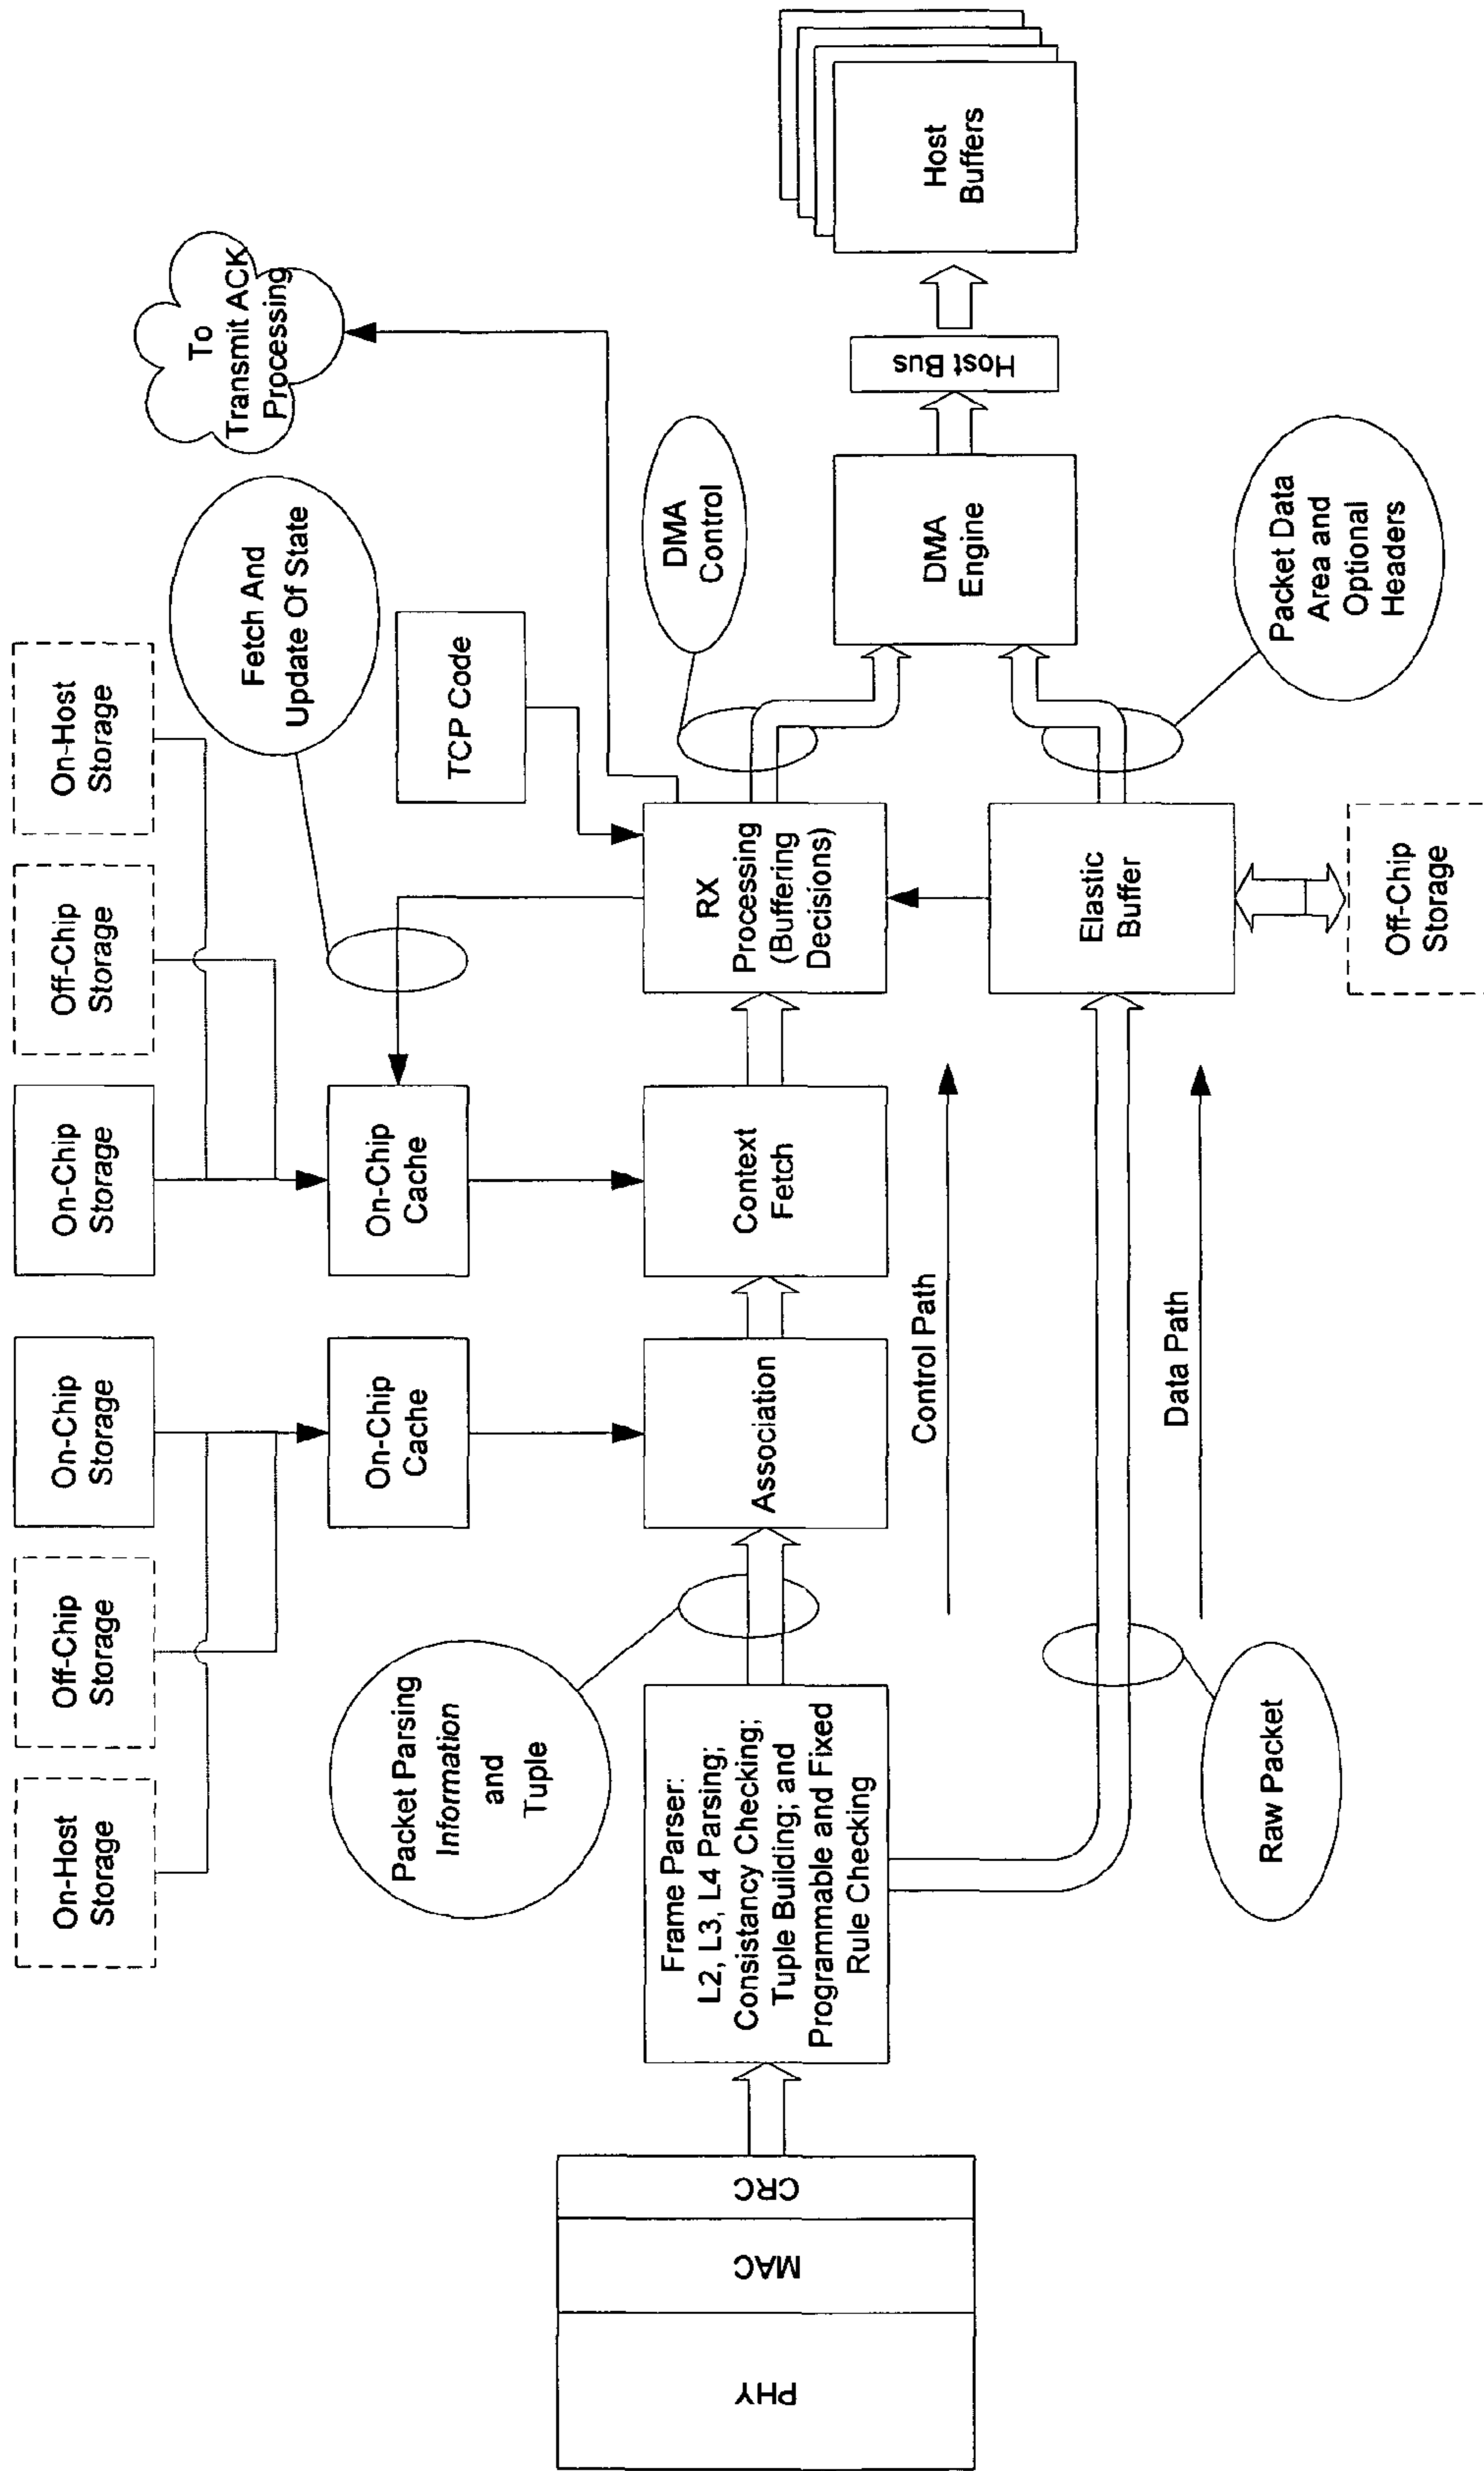 On-Host
Storage
Off-Chip
Storage
On-Chip
Storage
On-Chip
Storage
Off-Chip
Storage
On-Host
Storage
Fetch And
Update Of State
To
Transmit ACK
Processing
Packet Parsing
Information
and
Tuple
On-Chip
Cache
On-Chip
Cache
TCP Code
DMA
Control
PHY
MAC
CRC
Frame Parser:
L2, L3, L4 Parsing;
Consistancy Checking;
Tuple Building; and
Programmable and Fixed
Rule Checking
Association
Context
Fetch
RX
Processing
(Buffering
Decisions)
DMA
Engine
Host Bus
Host
Buffers
Control Path
Elastic
Buffer
Data Path
Raw Packet
Packet Data
Area and
Optional
Headers
Off-Chip
Storage